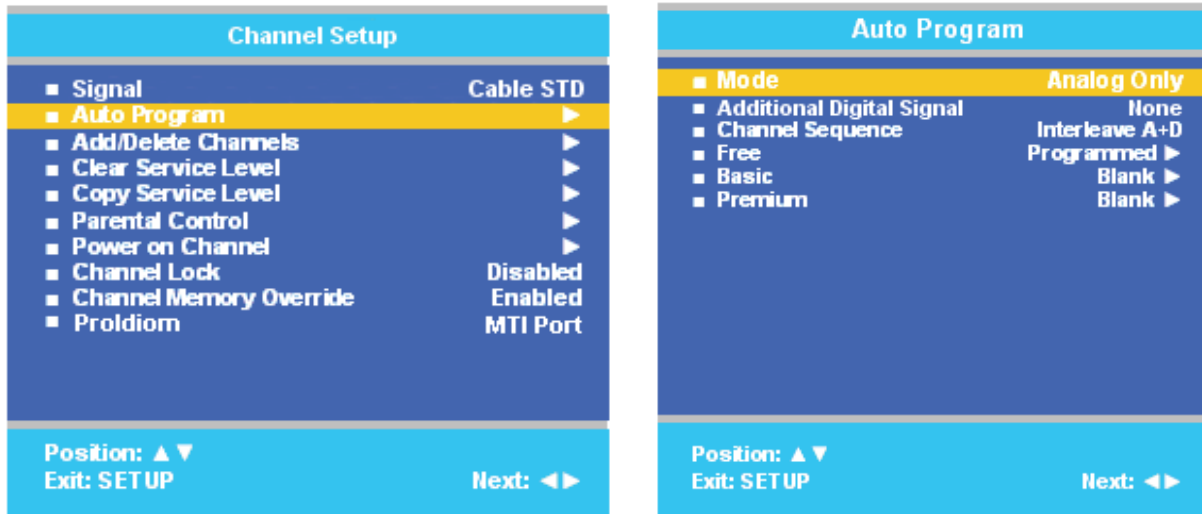 Channel Setup
Signal Cable STD
Auto Program ▶
Add/Delete Channels ▶
Clear Service Level ▶
Copy Service Level ▶
Parental Control ▶
Power on Channel ▶
Channel Lock Disabled
Channel Memory Override Enabled
Proldiom MTI Port
Position: ▲ ▼
Exit: SETUP Next: ◀ ▶
Auto Program
Mode Analog Only
Additional Digital Signal None
Channel Sequence Interleave A+D
Free Programmed ▶
Basic Blank ▶
Premium Blank ▶
Position: ▲ ▼
Exit: SETUP Next: ◀ ▶